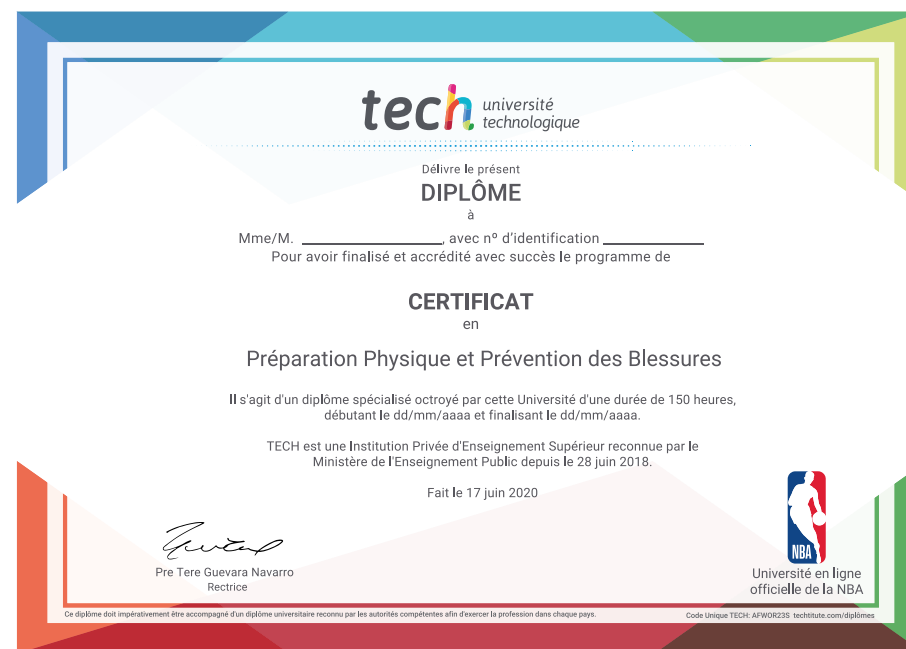 tech université
technologique
Délivre le présent
DIPLÔME
à
Mme/M. ____________________, avec nº d'identification ______________
Pour avoir finalisé et accrédité avec succès le programme de
CERTIFICAT
en
Préparation Physique et Prévention des Blessures
Il s'agit d'un diplôme spécialisé octroyé par cette Université d'une durée de 150 heures,
débutant le dd/mm/aaaa et finalisant le dd/mm/aaaa.
TECH est une Institution Privée d'Enseignement Supérieur reconnue par le
Ministère de l'Enseignement Public depuis le 28 juin 2018.
Fait le 17 juin 2020
Pre Tere Guevara Navarro
Rectrice
NBA
Université en ligne
officielle de la NBA
Ce diplôme doit impérativement être accompagné d'un diplôme universitaire reconnu par les autorités compétentes afin d'exercer la profession dans chaque pays.
Code Unique TECH: AFWOR23S techtitute.com/diplômes